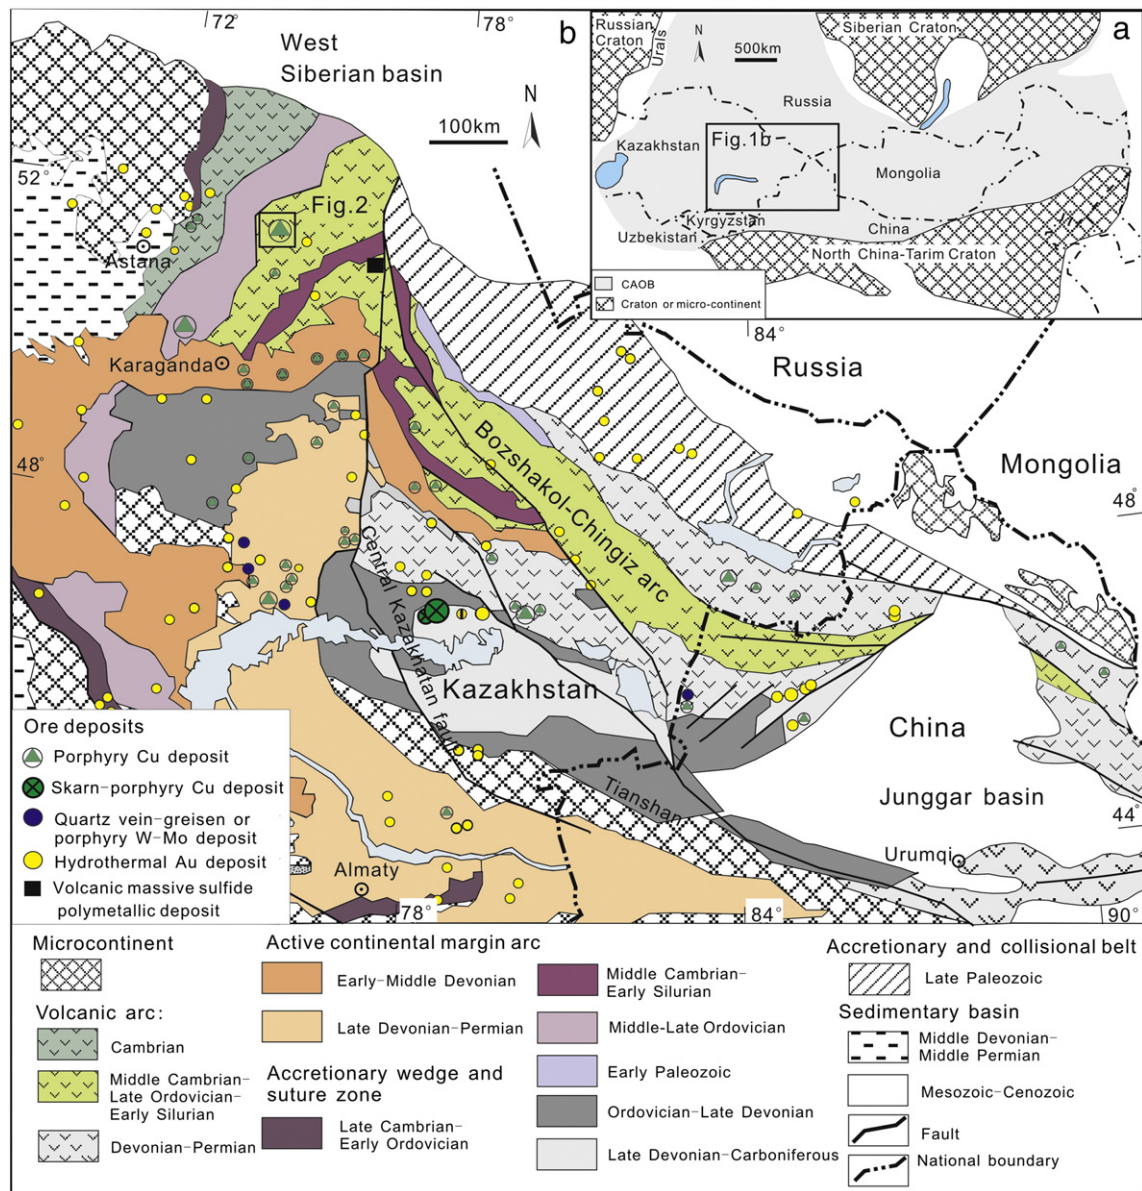 72°
78°
b
a
West
Siberian basin
N
100km
Russian
Craton
Urals
N
500km
Siberian Craton
Russia
Kazakhstan
Fig.1b
Mongolia
Kyrgyzstan
Uzbekistan
China
North China-Tarim Craton
CAOB
Craton or micro-continent
52°
Fig.2
Astana
84°
Karaganda
Russia
48°
Mongolia
48°
Bozshakol-Chingiz arc
Central Kazakhatan fault
Kazakhstan
China
Tianshan
Junggar basin
44°
Urumqi
Almaty
78°
84°
90°
Ore deposits
Porphyry Cu deposit
Skarn-porphyry Cu deposit
Quartz vein-greisen or
porphyry W-Mo deposit
Hydrothermal Au deposit
Volcanic massive sulfide
polymetallic deposit
Microcontinent
Volcanic arc:
Cambrian
Middle Cambrian-
Late Ordovician-
Early Silurian
Devonian-Permian
Active continental margin arc
Early-Middle Devonian
Late Devonian-Permian
Accretionary wedge and
suture zone
Late Cambrian-
Early Ordovician
Middle Cambrian-
Early Silurian
Middle-Late Ordovician
Early Paleozoic
Ordovician-Late Devonian
Late Devonian-Carboniferous
Accretionary and collisional belt
Late Paleozoic
Sedimentary basin
Middle Devonian-
Middle Permian
Mesozoic-Cenozoic
Fault
National boundary